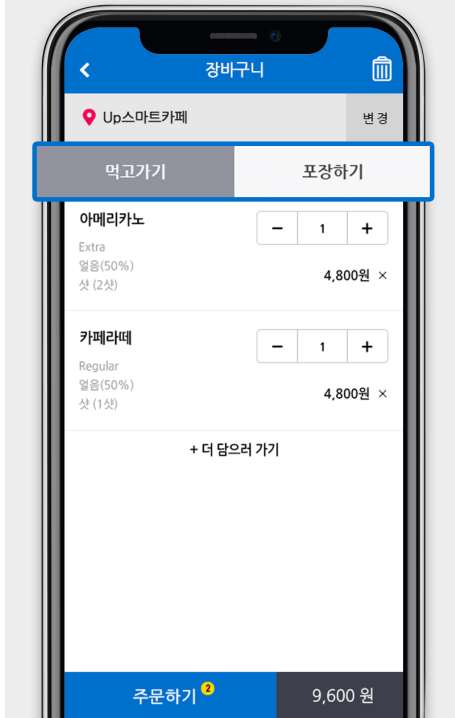 장바구니
Up스마트카페
변경
먹고가기 포장하기
아메리카노
− 1 +
Extra
얼음(50%)
샷 (2샷)
4,800원 ×
카페라떼
− 1 +
Regular
얼음(50%)
샷 (1샷)
4,800원 ×
+ 더 담으러 가기
주문하기 2
9,600 원